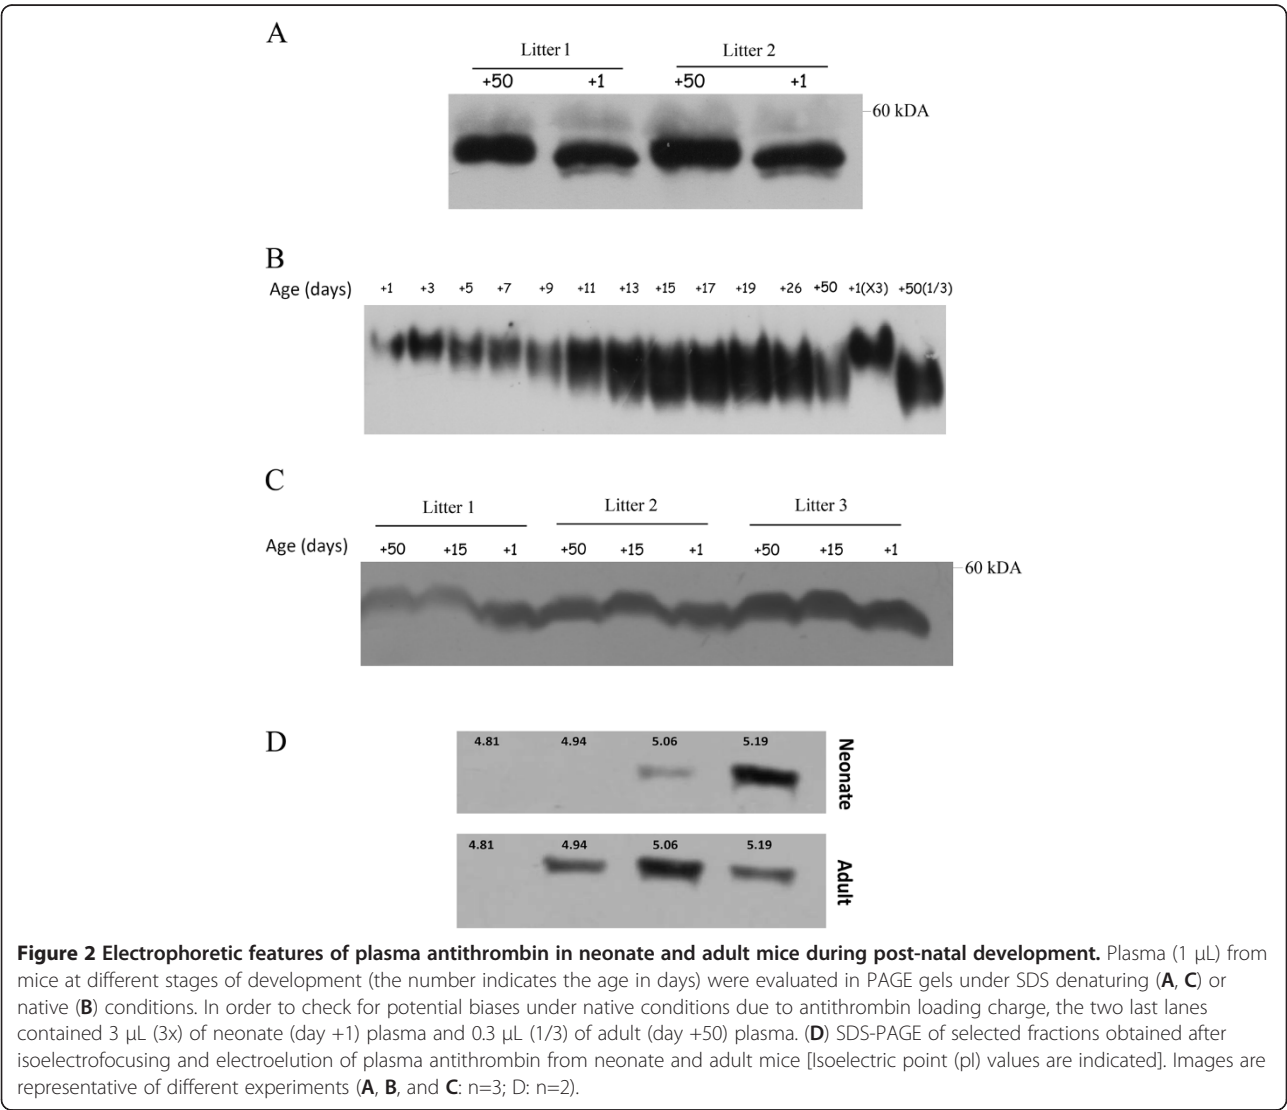 A
Litter 1 Litter 2
+50 +1 +50 +1
60 kDA
B
Age (days) +1 +3 +5 +7 +9 +11 +13 +15 +17 +19 +26 +50 +1(X3) +50(1/3)
C
Litter 1 Litter 2 Litter 3
Age (days) +50 +15 +1 +50 +15 +1 +50 +15 +1
60 kDA
D
4.81 4.94 5.06 5.19
Neonate
4.81 4.94 5.06 5.19
Adult
Figure 2 Electrophoretic features of plasma antithrombin in neonate and adult mice during post-natal development. Plasma (1 μL) from
mice at different stages of development (the number indicates the age in days) were evaluated in PAGE gels under SDS denaturing (A, C) or
native (B) conditions. In order to check for potential biases under native conditions due to antithrombin loading charge, the two last lanes
contained 3 μL (3x) of neonate (day +1) plasma and 0.3 μL (1/3) of adult (day +50) plasma. (D) SDS-PAGE of selected fractions obtained after
isoelectrofocusing and electroelution of plasma antithrombin from neonate and adult mice [Isoelectric point (pI) values are indicated]. Images are
representative of different experiments (A, B, and C: n=3; D: n=2).